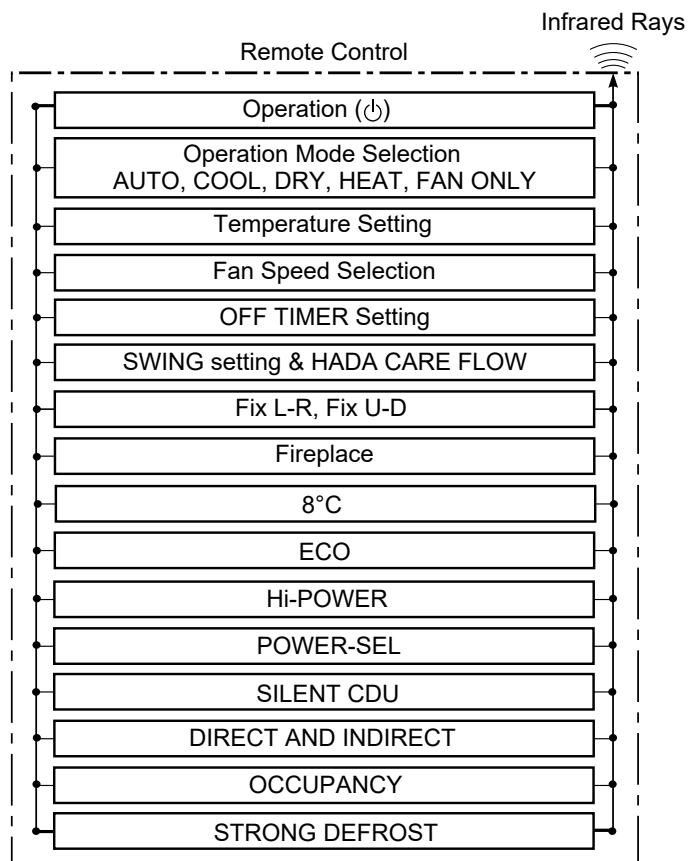 Infrared Rays
Remote Control
Operation (⏻)
Operation Mode Selection
AUTO, COOL, DRY, HEAT, FAN ONLY
Temperature Setting
Fan Speed Selection
OFF TIMER Setting
SWING setting & HADA CARE FLOW
Fix L-R, Fix U-D
Fireplace
8°C
ECO
Hi-POWER
POWER-SEL
SILENT CDU
DIRECT AND INDIRECT
OCCUPANCY
STRONG DEFROST